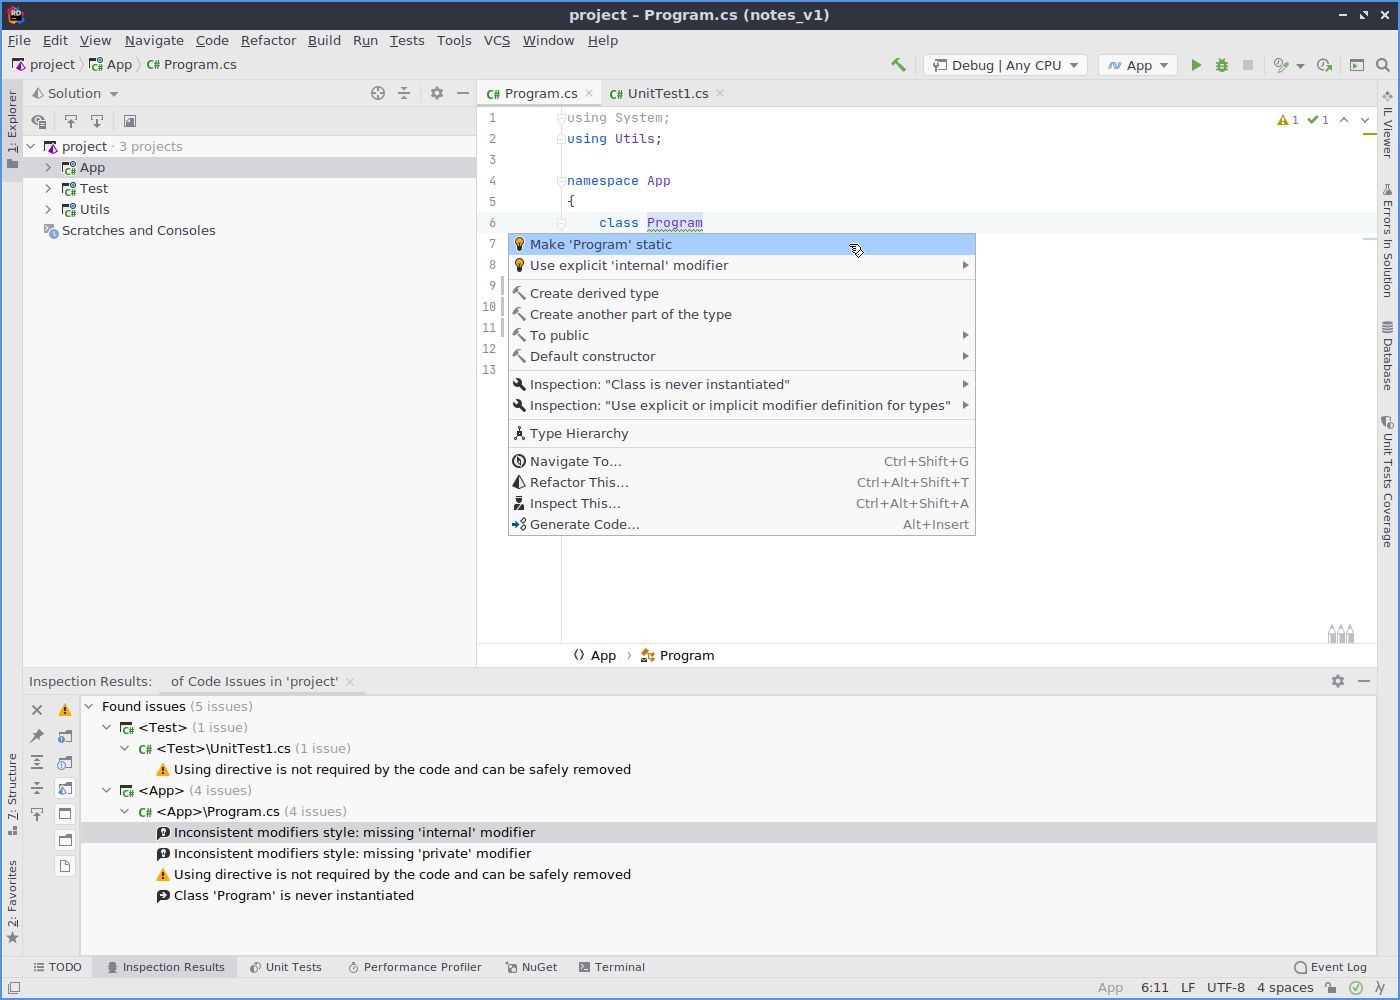 project – Program.cs (notes_v1)
File Edit View Navigate Code Refactor Build Run Tests Tools VCS Window Help
project App C# Program.cs
Debug | Any CPU App
1: Explorer
Solution
project · 3 projects
App
Test
Utils
Scratches and Consoles
C# Program.cs C# UnitTest1.cs
1 using System;
2 using Utils;
3
4 namespace App
5 {
6 class Program
7
8
9
10
11
12
13
1 1
Make 'Program' static
Use explicit 'internal' modifier
Create derived type
Create another part of the type
To public
Default constructor
Inspection: "Class is never instantiated"
Inspection: "Use explicit or implicit modifier definition for types"
Type Hierarchy
Navigate To... Ctrl+Shift+G
Refactor This... Ctrl+Alt+Shift+T
Inspect This... Ctrl+Alt+Shift+A
Generate Code... Alt+Insert
App Program
IL Viewer
Errors In Solution
Database
Unit Tests Coverage
Inspection Results: of Code Issues in 'project'
Found issues (5 issues)
C# <Test> (1 issue)
C# <Test>\UnitTest1.cs (1 issue)
Using directive is not required by the code and can be safely removed
C# <App> (4 issues)
C# <App>\Program.cs (4 issues)
Inconsistent modifiers style: missing 'internal' modifier
Inconsistent modifiers style: missing 'private' modifier
Using directive is not required by the code and can be safely removed
Class 'Program' is never instantiated
7: Structure
2: Favorites
TODO Inspection Results Unit Tests Performance Profiler NuGet Terminal Event Log
App 6:11 LF UTF-8 4 spaces